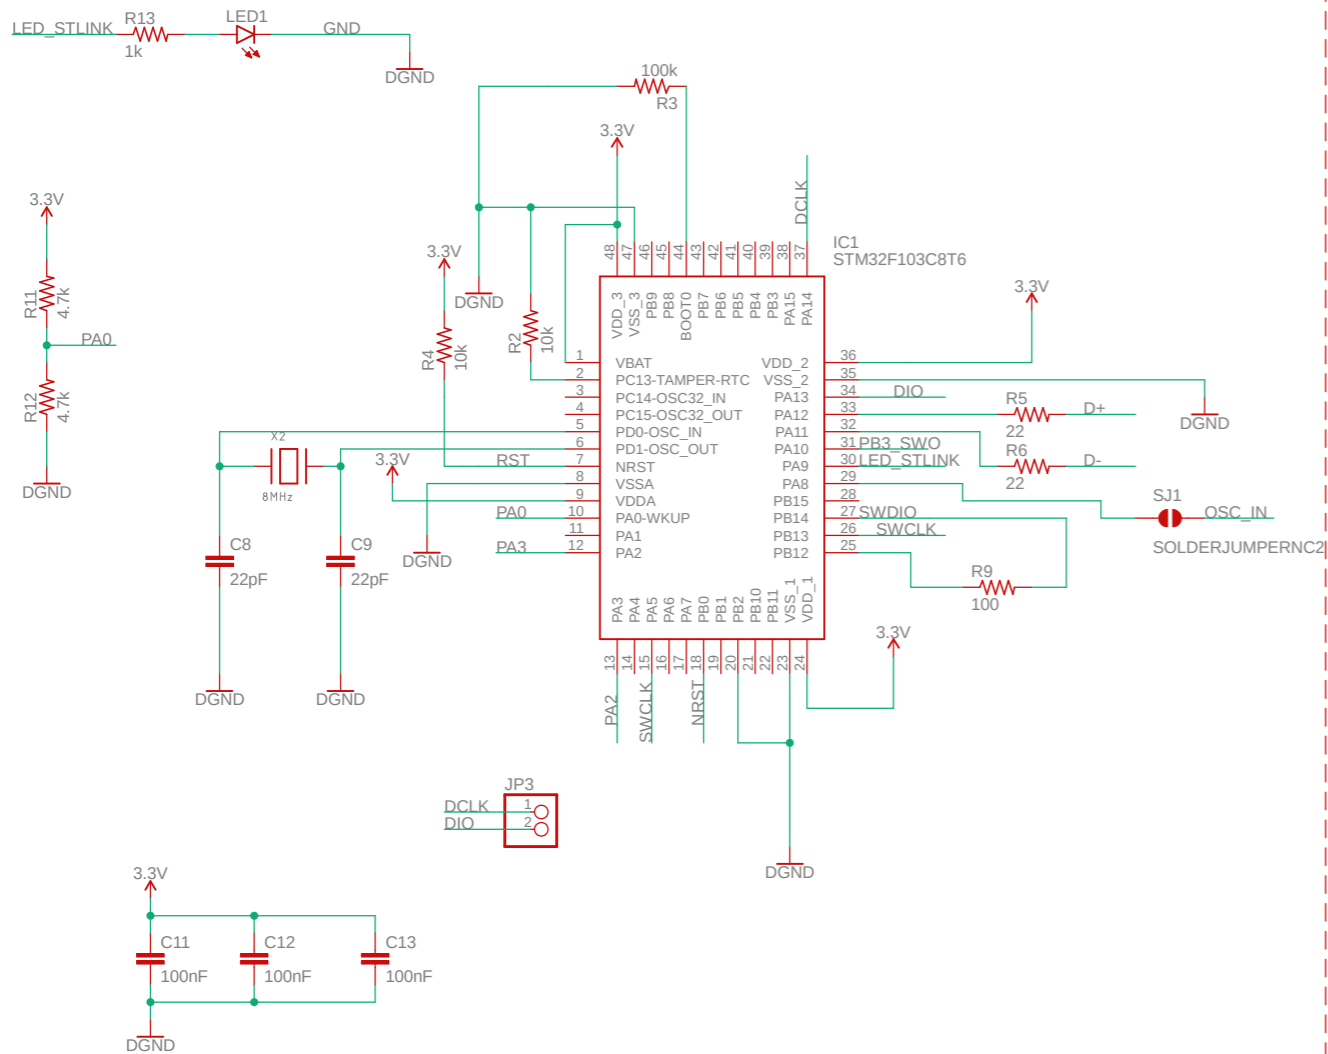 LED_STLINK
R13
1k
LED1
GND
DGND
100k
R3
3.3V
DCLK
3.3V
R11
4.7k
PA0
R12
4.7k
DGND
3.3V
DGND
R4
10k
R2
10k
IC1
STM32F103C8T6
48 47 46 45 44 43 42 41 40 39 38 37
VDD_3 VSS_3 PB9 PB8 BOOT0 PB7 PB6 PB5 PB4 PB3 PA15 PA14
1 VBAT
2 PC13-TAMPER-RTC
3 PC14-OSC32_IN
4 PC15-OSC32_OUT
5 PD0-OSC_IN
6 PD1-OSC_OUT
RST 7 NRST
8 VSSA
9 VDDA
PA0 10 PA0-WKUP
11 PA1
PA3 12 PA2
VDD_2 36
VSS_2 35
PA13 34 DIO
PA12 33
PA11 32
PA10 31 PB3_SWO
PA9 30 LED_STLINK
PA8 29
PB15 28
PB14 27 SWDIO
PB13 26 SWCLK
PB12 25
3.3V
DGND
R5
22
D+
R6
22
D-
SJ1
OSC_IN
SOLDERJUMPERNC2
R9
100
X2
8MHz
3.3V
DGND
C8
22pF
C9
22pF
DGND
DGND
PA3 PA4 PA5 PA6 PA7 PB0 PB1 PB2 PB10 PB11 VSS_1 VDD_1
13 14 15 16 17 18 19 20 21 22 23 24
PA2
SWCLK
NRST
3.3V
DGND
JP3
DCLK 1
DIO 2
3.3V
C11
100nF
C12
100nF
C13
100nF
DGND